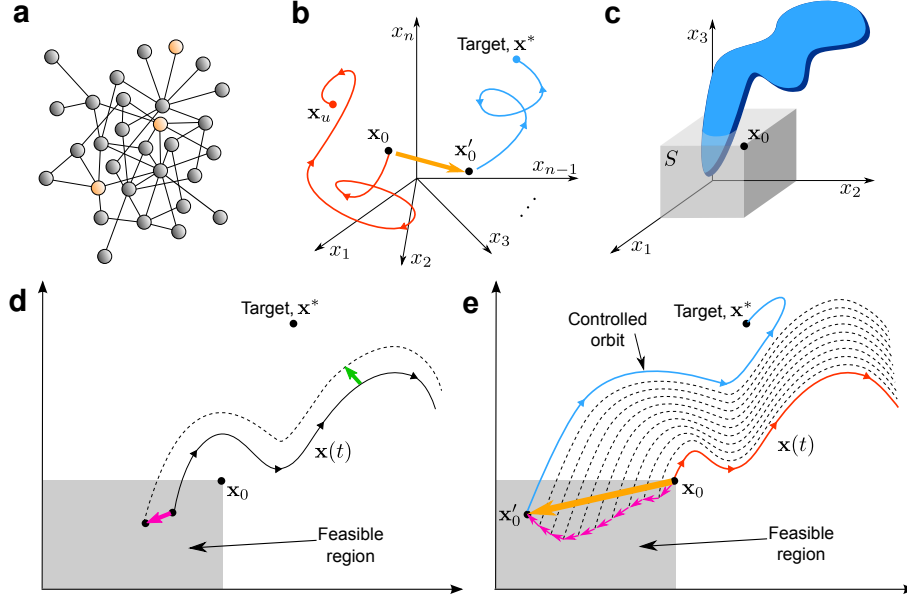 a
b
x_n
Target, x*
x_u
x_0
x'_0
x_{n−1}
x_1
x_2
x_3
...
c
x_3
S
x_0
x_2
x_1
d
Target, x*
x(t)
x_0
Feasible
region
e
Target, x*
Controlled
orbit
x(t)
x_0
x'_0
Feasible
region